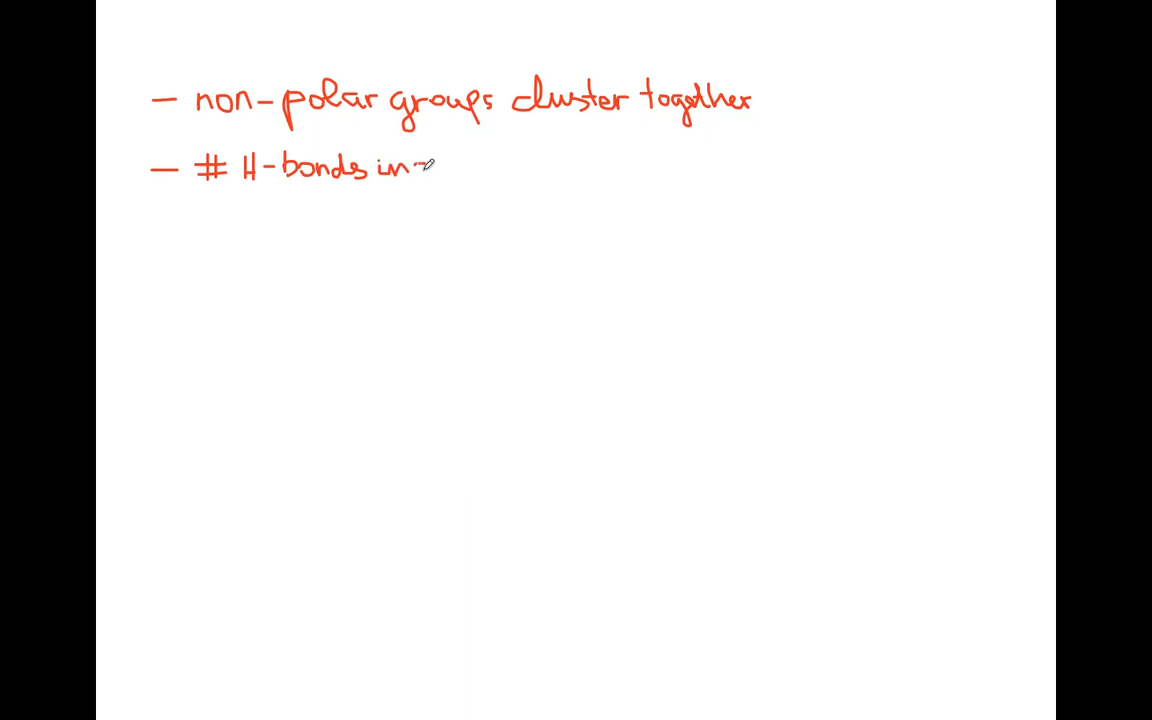 – non-polar groups cluster together
– # H-bonds in